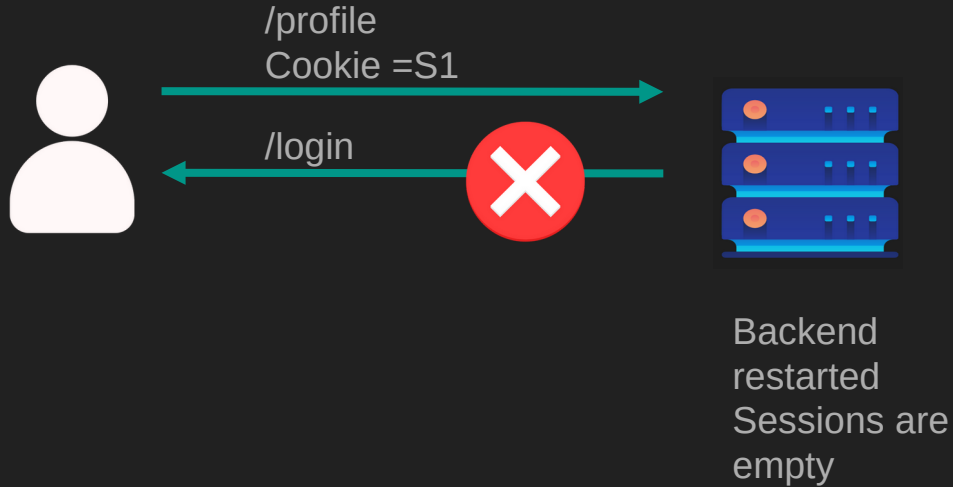 /profile
Cookie =S1
/login
Backend
restarted
Sessions are
empty